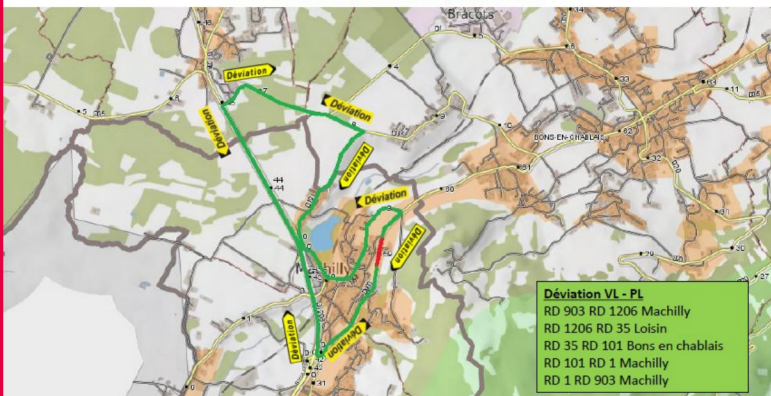 Bracots
Déviation
Déviation
Déviation
Déviation
Déviation
BONS-EN-CHABLAIS
Déviation
Machilly
Déviation
Déviation
Déviation VL - PL
RD 903 RD 1206 Machilly
RD 1206 RD 35 Loisin
RD 35 RD 101 Bons en chablais
RD 101 RD 1 Machilly
RD 1 RD 903 Machilly